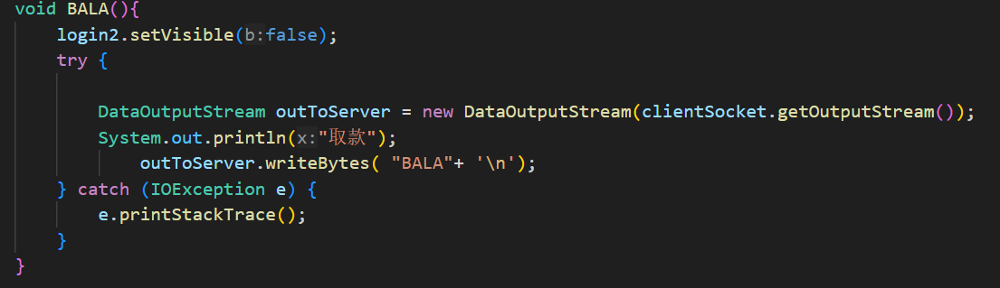 void BALA(){
login2.setVisible(b:false);
try {
DataOutputStream outToServer = new DataOutputStream(clientSocket.getOutputStream());
System.out.println(x:"取款");
outToServer.writeBytes( "BALA"+ '\n');
} catch (IOException e) {
e.printStackTrace();
}
}